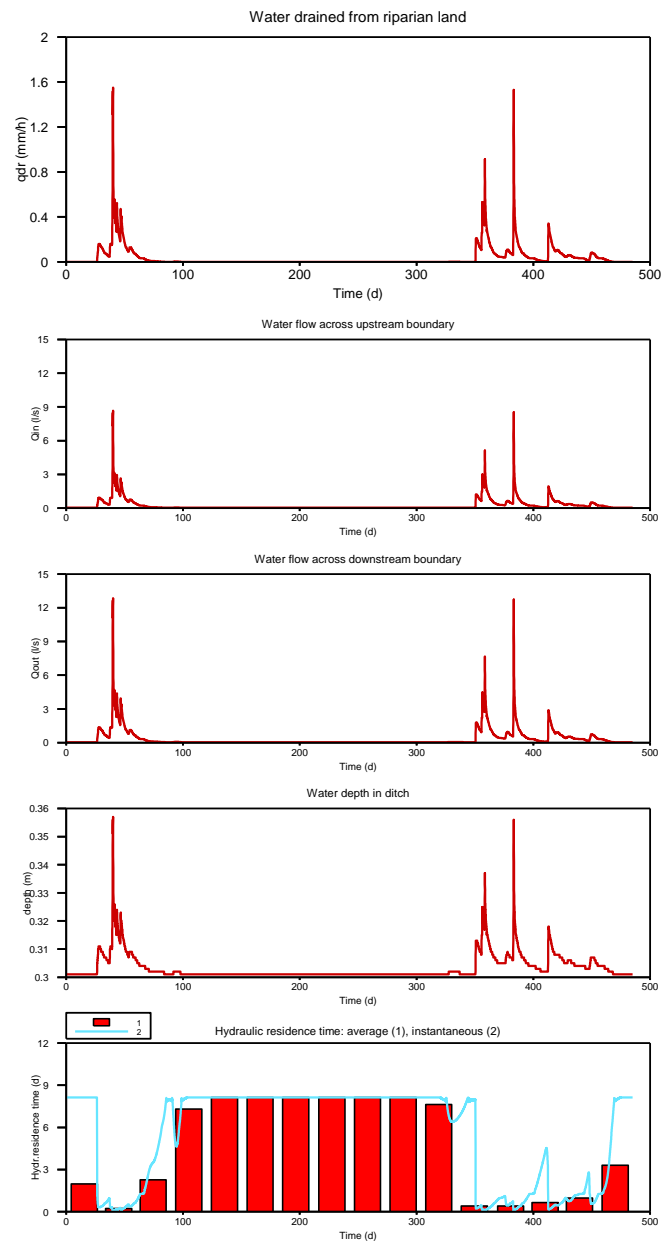 Water drained from riparian land
2
1.6
1.2
0.8
0.4
0
qdr (mm/h)
0 100 200 300 400 500
Time (d)
Water flow across upstream boundary
15
12
9
6
3
0
Qin (l/s)
0 100 200 300 400 500
Time (d)
Water flow across downstream boundary
15
12
9
6
3
0
Qout (l/s)
0 100 200 300 400 500
Time (d)
Water depth in ditch
0.36
0.35
0.34
0.33
0.32
0.31
0.3
depth (m)
0 100 200 300 400 500
Time (d)
1
2
Hydraulic residence time: average (1), instantaneous (2)
12
9
6
3
0
Hydr.residence time (d)
0 100 200 300 400 500
Time (d)